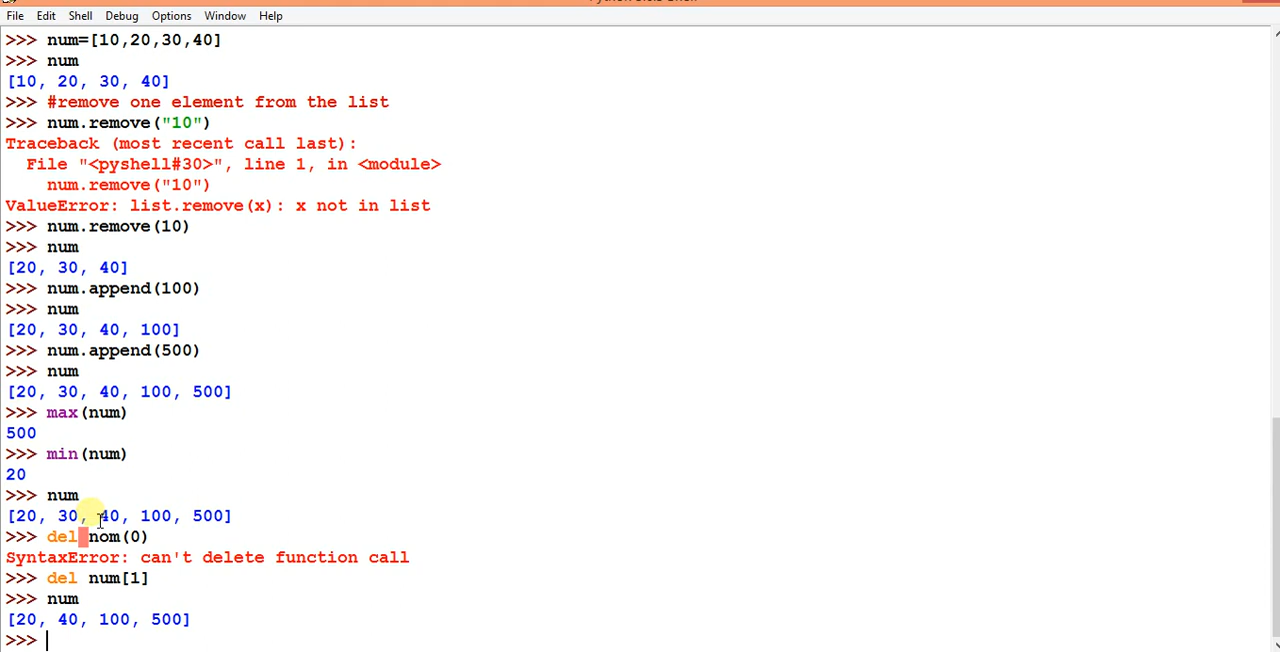 File Edit Shell Debug Options Window Help
>>> num=[10,20,30,40]
>>> num
[10, 20, 30, 40]
>>> #remove one element from the list
>>> num.remove("10")
Traceback (most recent call last):
  File "<pyshell#30>", line 1, in <module>
    num.remove("10")
ValueError: list.remove(x): x not in list
>>> num.remove(10)
>>> num
[20, 30, 40]
>>> num.append(100)
>>> num
[20, 30, 40, 100]
>>> num.append(500)
>>> num
[20, 30, 40, 100, 500]
>>> max(num)
500
>>> min(num)
20
>>> num
[20, 30, 40, 100, 500]
>>> del nom(0)
SyntaxError: can't delete function call
>>> del num[1]
>>> num
[20, 40, 100, 500]
>>>